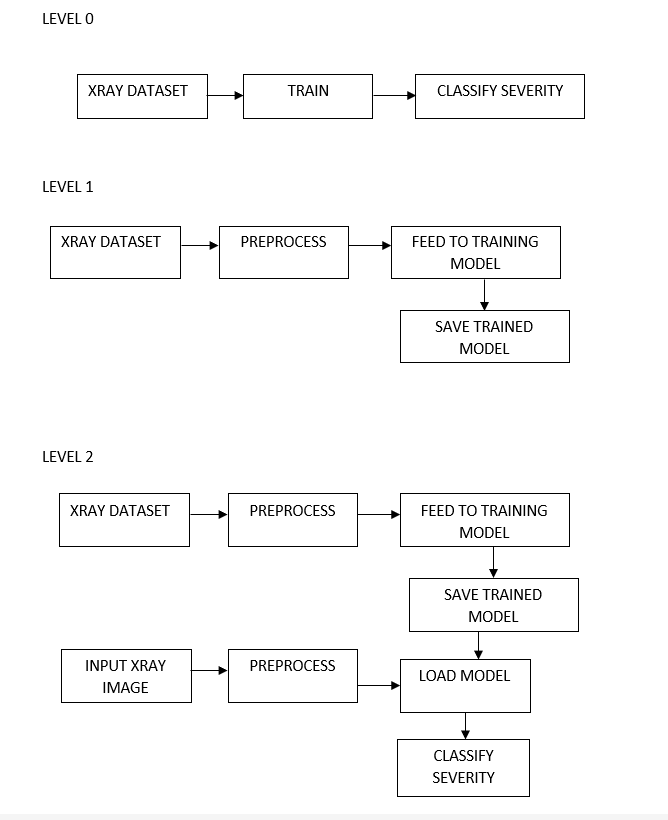 LEVEL 0
XRAY DATASET
TRAIN
CLASSIFY SEVERITY
LEVEL 1
XRAY DATASET
PREPROCESS
FEED TO TRAINING
MODEL
SAVE TRAINED
MODEL
LEVEL 2
XRAY DATASET
PREPROCESS
FEED TO TRAINING
MODEL
SAVE TRAINED
MODEL
INPUT XRAY
IMAGE
PREPROCESS
LOAD MODEL
CLASSIFY
SEVERITY